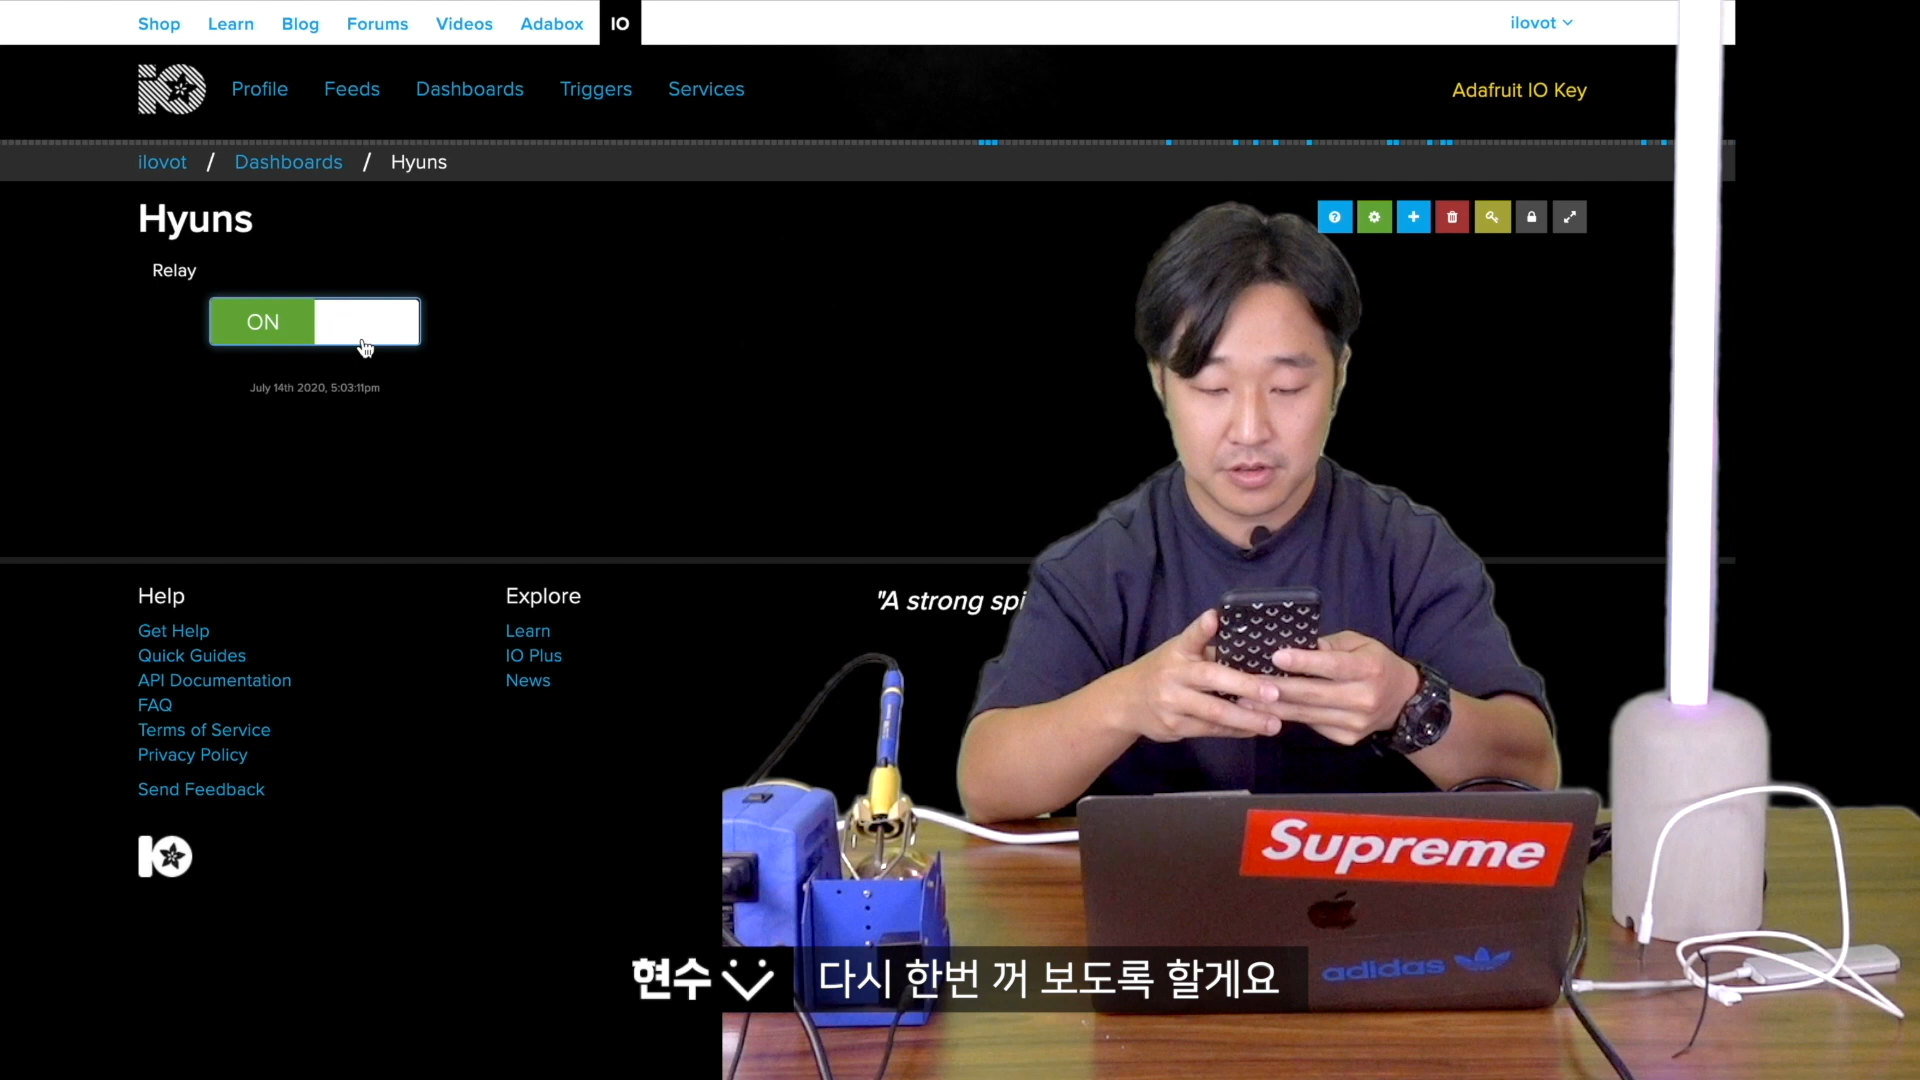 Shop Learn Blog Forums Videos Adabox IO ilovot
IO Profile Feeds Dashboards Triggers Services Adafruit IO Key
ilovot / Dashboards / Hyuns
Hyuns
Relay
ON
July 14th 2020, 5:03:11pm
Help
Get Help
Quick Guides
API Documentation
FAQ
Terms of Service
Privacy Policy
Send Feedback
IO
Explore
Learn
IO Plus
News
"A strong spi
Supreme
adidas
현수 다시 한번 꺼 보도록 할게요